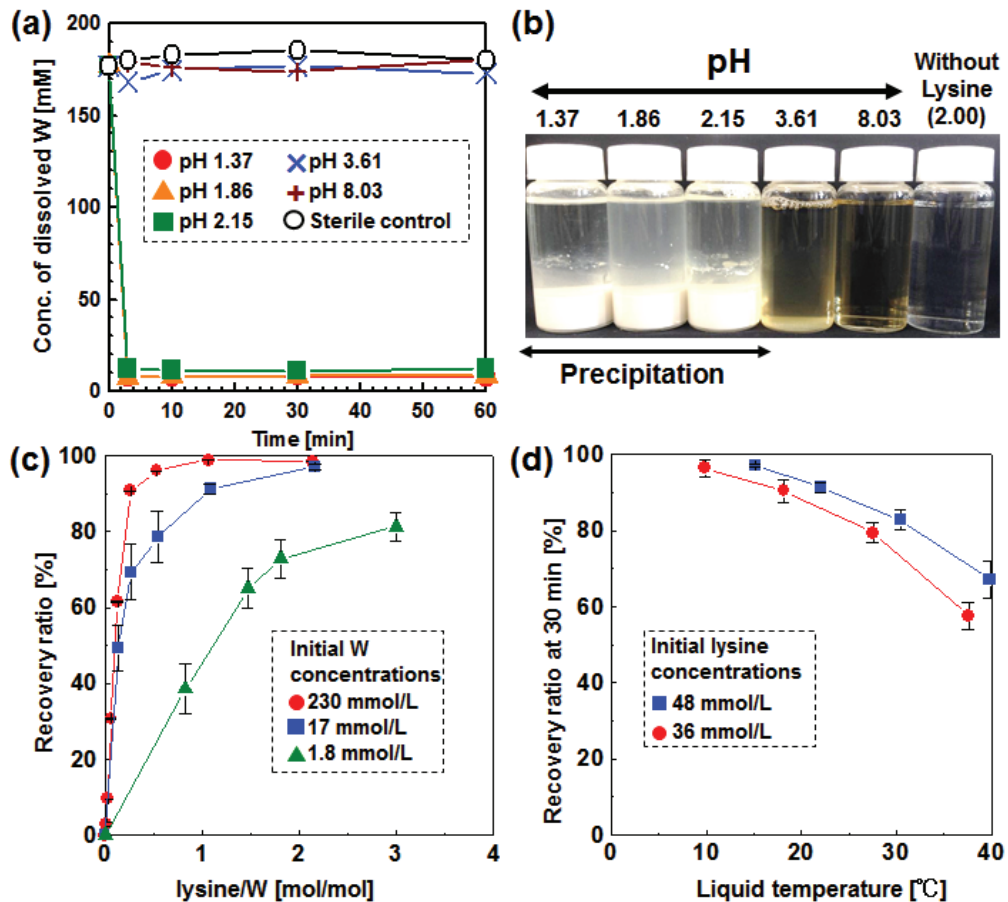 (a)
200
150
100
50
0
Conc. of dissolved W [mM]
pH 1.37
pH 1.86
pH 2.15
pH 3.61
pH 8.03
Sterile control
0 10 20 30 40 50 60
Time [min]
(b)
pH
Without
Lysine
(2.00)
1.37 1.86 2.15 3.61 8.03
Precipitation
(c)
100
80
60
40
20
0
Recovery ratio [%]
Initial W
concentrations
230 mmol/L
17 mmol/L
1.8 mmol/L
0 1 2 3 4
lysine/W [mol/mol]
(d)
100
80
60
40
20
0
Recovery ratio at 30 min [%]
Initial lysine
concentrations
48 mmol/L
36 mmol/L
0 10 20 30 40
Liquid temperature [℃]